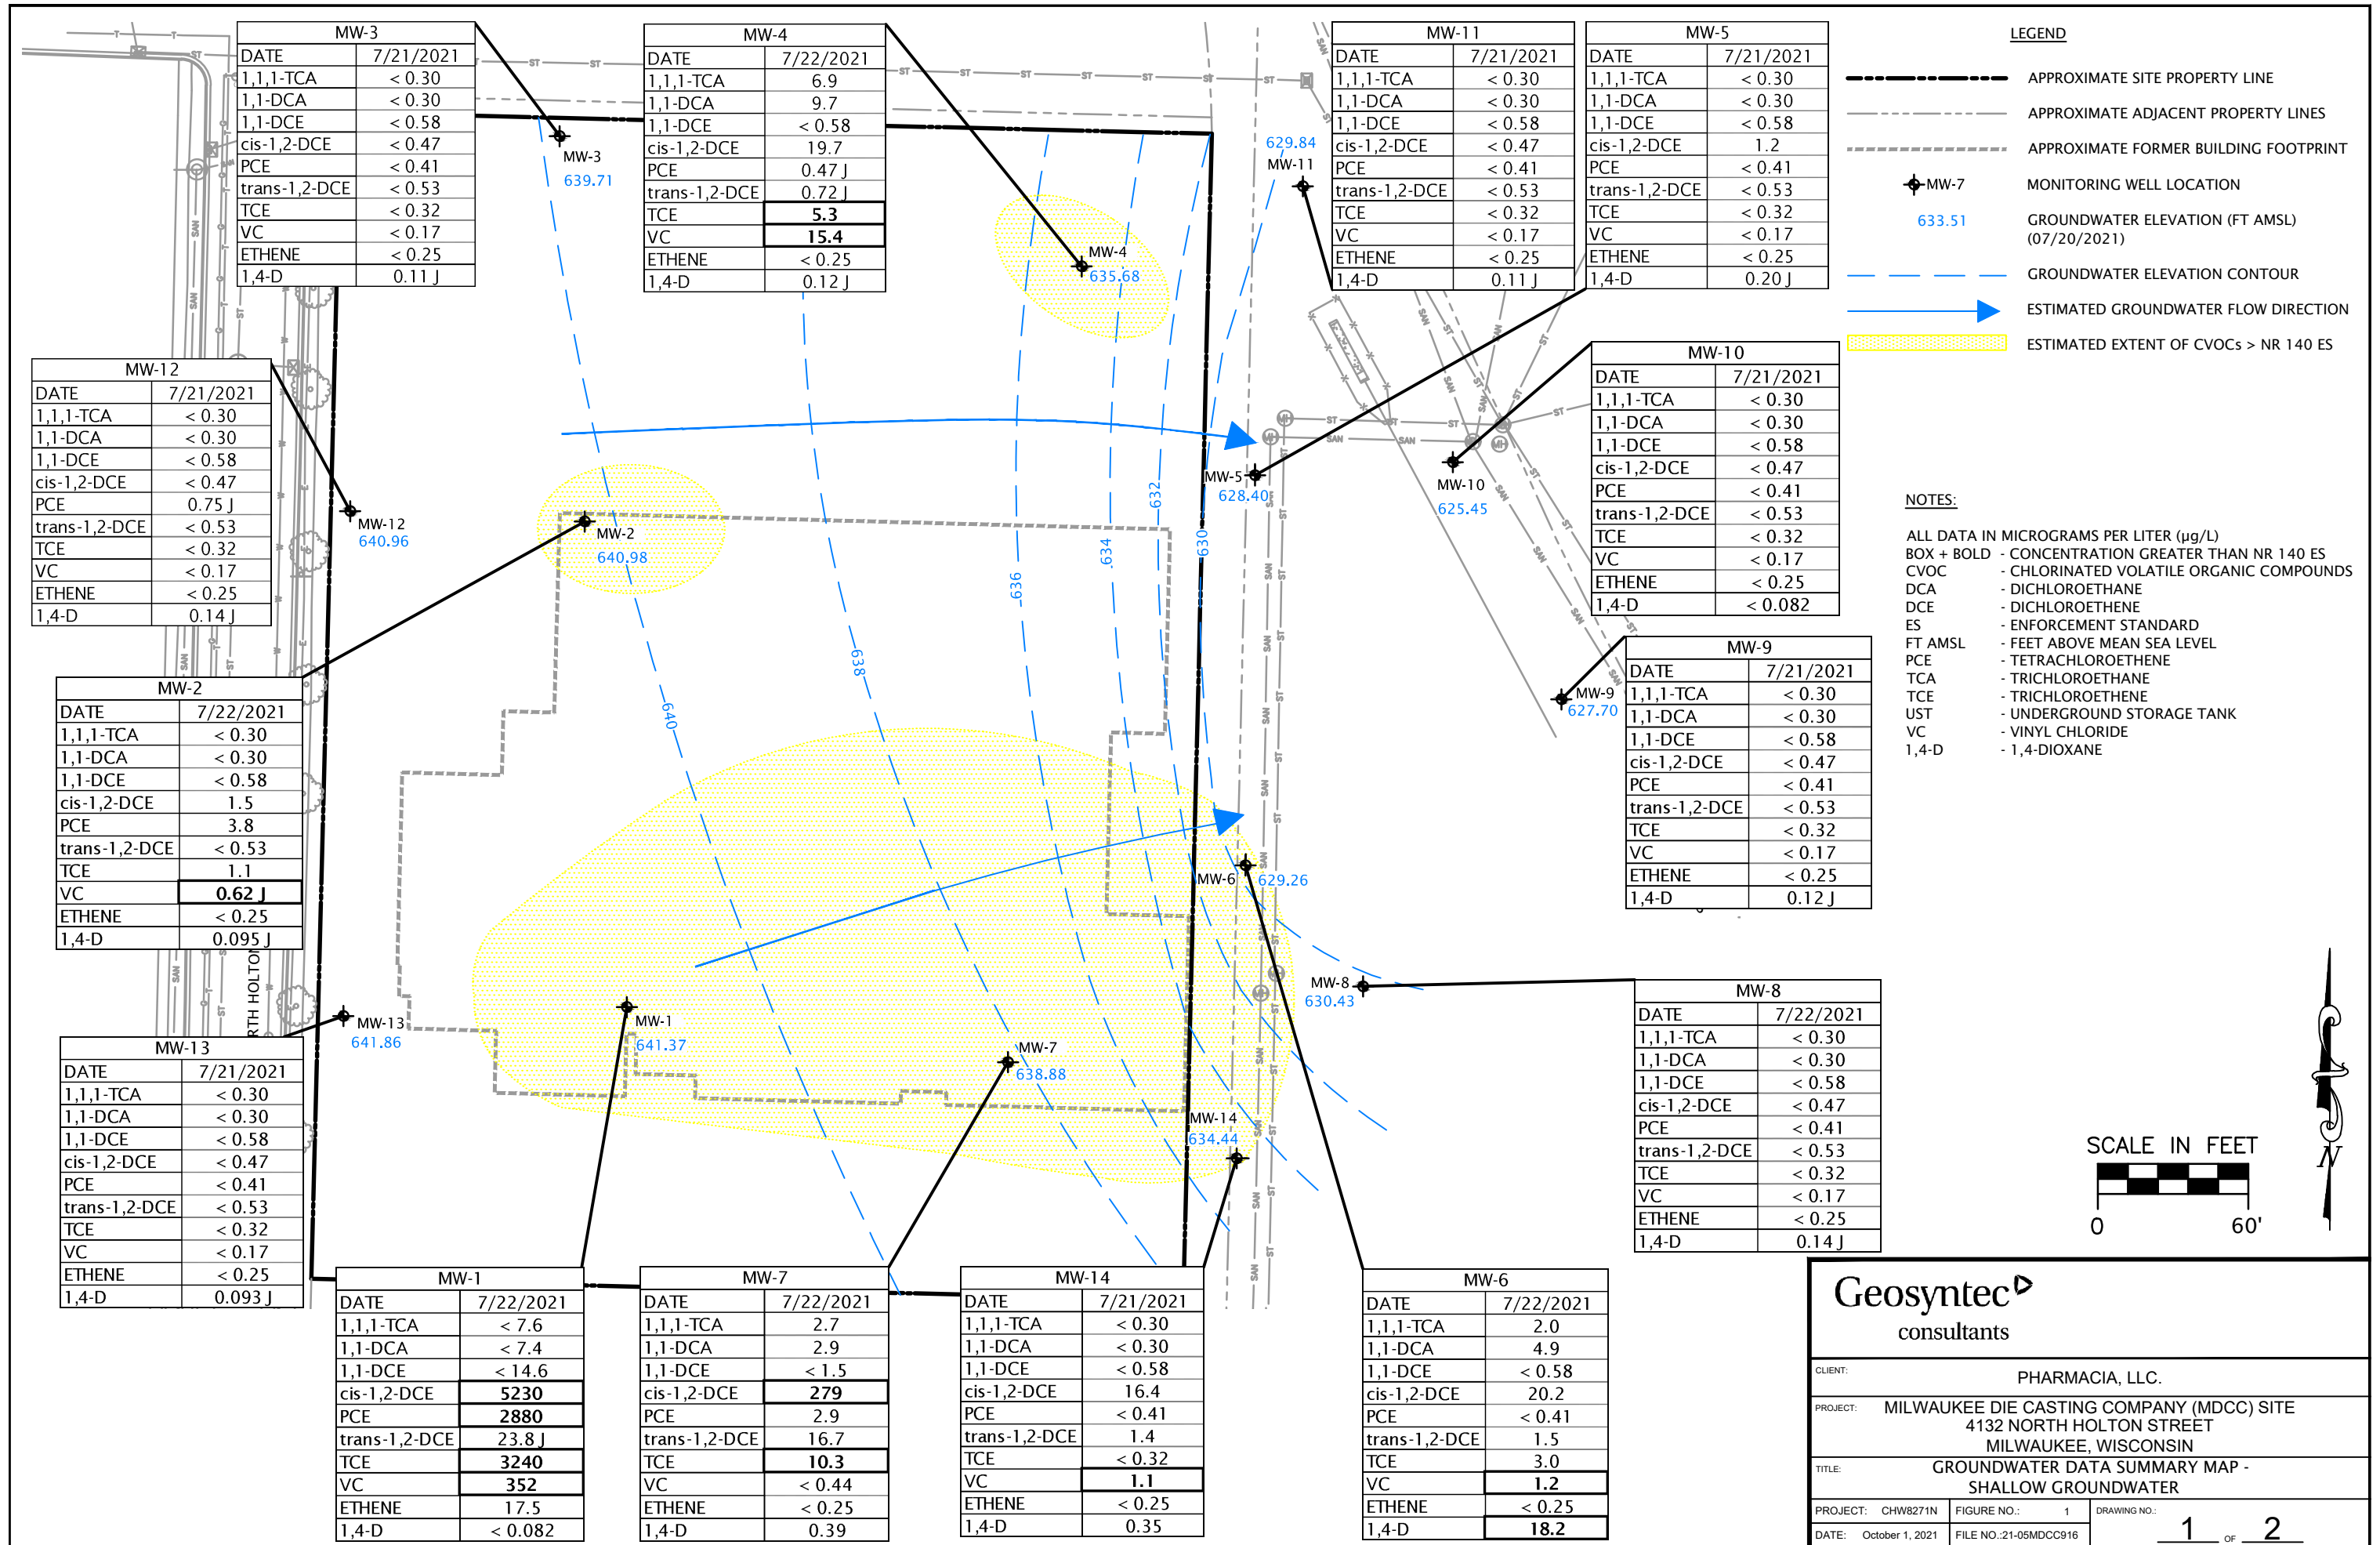 MW-3
DATE 7/21/2021
1,1,1-TCA < 0.30
1,1-DCA < 0.30
1,1-DCE < 0.58
cis-1,2-DCE < 0.47
PCE < 0.41
trans-1,2-DCE < 0.53
TCE < 0.32
VC < 0.17
ETHENE < 0.25
1,4-D 0.11 J
MW-4
DATE 7/22/2021
1,1,1-TCA 6.9
1,1-DCA 9.7
1,1-DCE < 0.58
cis-1,2-DCE 19.7
PCE 0.47 J
trans-1,2-DCE 0.72 J
TCE 5.3
VC 15.4
ETHENE < 0.25
1,4-D 0.12 J
MW-11
DATE 7/21/2021
1,1,1-TCA < 0.30
1,1-DCA < 0.30
1,1-DCE < 0.58
cis-1,2-DCE < 0.47
PCE < 0.41
trans-1,2-DCE < 0.53
TCE < 0.32
VC < 0.17
ETHENE < 0.25
1,4-D 0.11 J
MW-5
DATE 7/21/2021
1,1,1-TCA < 0.30
1,1-DCA < 0.30
1,1-DCE < 0.58
cis-1,2-DCE 1.2
PCE < 0.41
trans-1,2-DCE < 0.53
TCE < 0.32
VC < 0.17
ETHENE < 0.25
1,4-D 0.20 J
LEGEND
APPROXIMATE SITE PROPERTY LINE
APPROXIMATE ADJACENT PROPERTY LINES
APPROXIMATE FORMER BUILDING FOOTPRINT
MW-7 MONITORING WELL LOCATION
633.51 GROUNDWATER ELEVATION (FT AMSL)
(07/20/2021)
GROUNDWATER ELEVATION CONTOUR
ESTIMATED GROUNDWATER FLOW DIRECTION
ESTIMATED EXTENT OF CVOCs > NR 140 ES
MW-3
639.71
MW-4
635.68
629.84
MW-11
MW-12
DATE 7/21/2021
1,1,1-TCA < 0.30
1,1-DCA < 0.30
1,1-DCE < 0.58
cis-1,2-DCE < 0.47
PCE 0.75 J
trans-1,2-DCE < 0.53
TCE < 0.32
VC < 0.17
ETHENE < 0.25
1,4-D 0.14 J
MW-12
640.96
MW-2
640.98
MW-5
628.40
MW-10
625.45
MW-10
DATE 7/21/2021
1,1,1-TCA < 0.30
1,1-DCA < 0.30
1,1-DCE < 0.58
cis-1,2-DCE < 0.47
PCE < 0.41
trans-1,2-DCE < 0.53
TCE < 0.32
VC < 0.17
ETHENE < 0.25
1,4-D < 0.082
NOTES:
ALL DATA IN MICROGRAMS PER LITER (µg/L)
BOX + BOLD - CONCENTRATION GREATER THAN NR 140 ES
CVOC - CHLORINATED VOLATILE ORGANIC COMPOUNDS
DCA - DICHLOROETHANE
DCE - DICHLOROETHENE
ES - ENFORCEMENT STANDARD
FT AMSL - FEET ABOVE MEAN SEA LEVEL
PCE - TETRACHLOROETHENE
TCA - TRICHLOROETHANE
TCE - TRICHLOROETHENE
UST - UNDERGROUND STORAGE TANK
VC - VINYL CHLORIDE
1,4-D - 1,4-DIOXANE
640
638
636
634
632
630
MW-2
DATE 7/22/2021
1,1,1-TCA < 0.30
1,1-DCA < 0.30
1,1-DCE < 0.58
cis-1,2-DCE 1.5
PCE 3.8
trans-1,2-DCE < 0.53
TCE 1.1
VC 0.62 J
ETHENE < 0.25
1,4-D 0.095 J
MW-9
627.70
MW-9
DATE 7/21/2021
1,1,1-TCA < 0.30
1,1-DCA < 0.30
1,1-DCE < 0.58
cis-1,2-DCE < 0.47
PCE < 0.41
trans-1,2-DCE < 0.53
TCE < 0.32
VC < 0.17
ETHENE < 0.25
1,4-D 0.12 J
MW-6
629.26
MW-8
630.43
MW-8
DATE 7/22/2021
1,1,1-TCA < 0.30
1,1-DCA < 0.30
1,1-DCE < 0.58
cis-1,2-DCE < 0.47
PCE < 0.41
trans-1,2-DCE < 0.53
TCE < 0.32
VC < 0.17
ETHENE < 0.25
1,4-D 0.14 J
RTH HOLTON
MW-13
641.86
MW-1
641.37
MW-7
638.88
MW-14
634.44
MW-13
DATE 7/21/2021
1,1,1-TCA < 0.30
1,1-DCA < 0.30
1,1-DCE < 0.58
cis-1,2-DCE < 0.47
PCE < 0.41
trans-1,2-DCE < 0.53
TCE < 0.32
VC < 0.17
ETHENE < 0.25
1,4-D 0.093 J
MW-1
DATE 7/22/2021
1,1,1-TCA < 7.6
1,1-DCA < 7.4
1,1-DCE < 14.6
cis-1,2-DCE 5230
PCE 2880
trans-1,2-DCE 23.8 J
TCE 3240
VC 352
ETHENE 17.5
1,4-D < 0.082
MW-7
DATE 7/22/2021
1,1,1-TCA 2.7
1,1-DCA 2.9
1,1-DCE < 1.5
cis-1,2-DCE 279
PCE 2.9
trans-1,2-DCE 16.7
TCE 10.3
VC < 0.44
ETHENE < 0.25
1,4-D 0.39
MW-14
DATE 7/21/2021
1,1,1-TCA < 0.30
1,1-DCA < 0.30
1,1-DCE < 0.58
cis-1,2-DCE 16.4
PCE < 0.41
trans-1,2-DCE 1.4
TCE < 0.32
VC 1.1
ETHENE < 0.25
1,4-D 0.35
MW-6
DATE 7/22/2021
1,1,1-TCA 2.0
1,1-DCA 4.9
1,1-DCE < 0.58
cis-1,2-DCE 20.2
PCE < 0.41
trans-1,2-DCE 1.5
TCE 3.0
VC 1.2
ETHENE < 0.25
1,4-D 18.2
SCALE IN FEET
0 60'
N
Geosyntec
consultants
CLIENT: PHARMACIA, LLC.
PROJECT: MILWAUKEE DIE CASTING COMPANY (MDCC) SITE
4132 NORTH HOLTON STREET
MILWAUKEE, WISCONSIN
TITLE: GROUNDWATER DATA SUMMARY MAP -
SHALLOW GROUNDWATER
PROJECT: CHW8271N FIGURE NO.: 1 DRAWING NO.:
DATE: October 1, 2021 FILE NO.:21-05MDCC916 1 OF 2